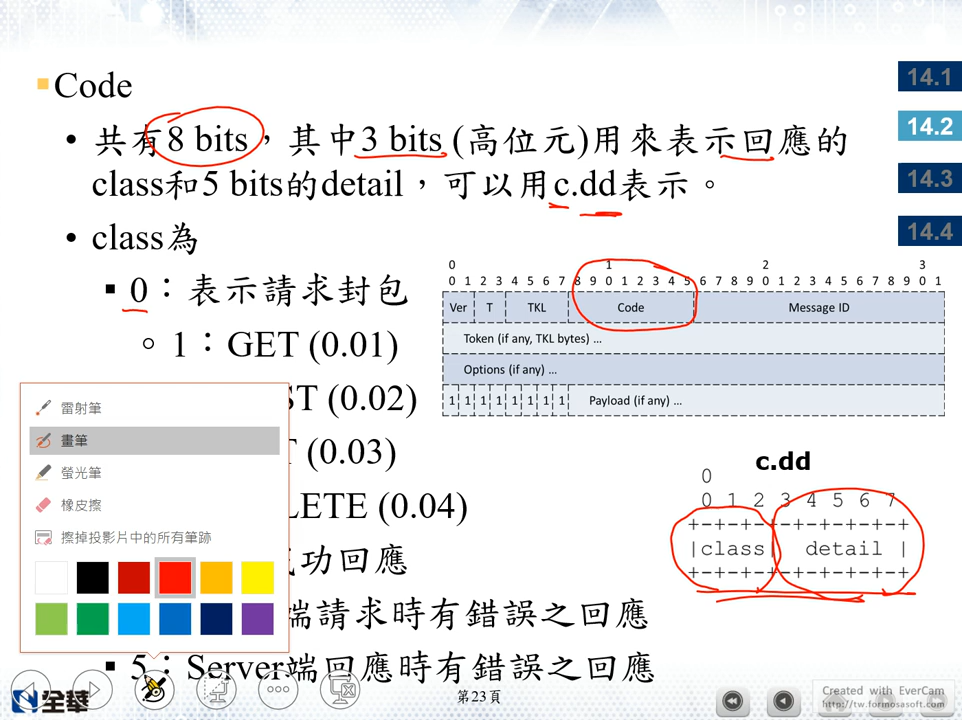 Code
14.1
• 共有8 bits，其中3 bits (高位元)用來表示回應的
14.2
class和5 bits的detail，可以用c.dd表示。
14.3
• class為
14.4
▪ 0：表示請求封包
。1：GET (0.01)
ST (0.02)
(0.03)
LETE (0.04)
功回應
端請求時有錯誤之回應
▪ 5：Server端回應時有錯誤之回應
0 1 2 3
0 1 2 3 4 5 6 7 8 9 0 1 2 3 4 5 6 7 8 9 0 1 2 3 4 5 6 7 8 9 0 1
Ver T TKL Code Message ID
Token (if any, TKL bytes) ...
Options (if any) ...
1 1 1 1 1 1 1 1 Payload (if any) ...
c.dd
0
0 1 2 3 4 5 6 7
+-+-+-+-+-+-+-+-+
|class| detail |
+-+-+-+-+-+-+-+-+
雷射筆
畫筆
螢光筆
橡皮擦
擦掉投影片中的所有筆跡
全華
第23頁
Created with EverCam
http://tw.formosasoft.com